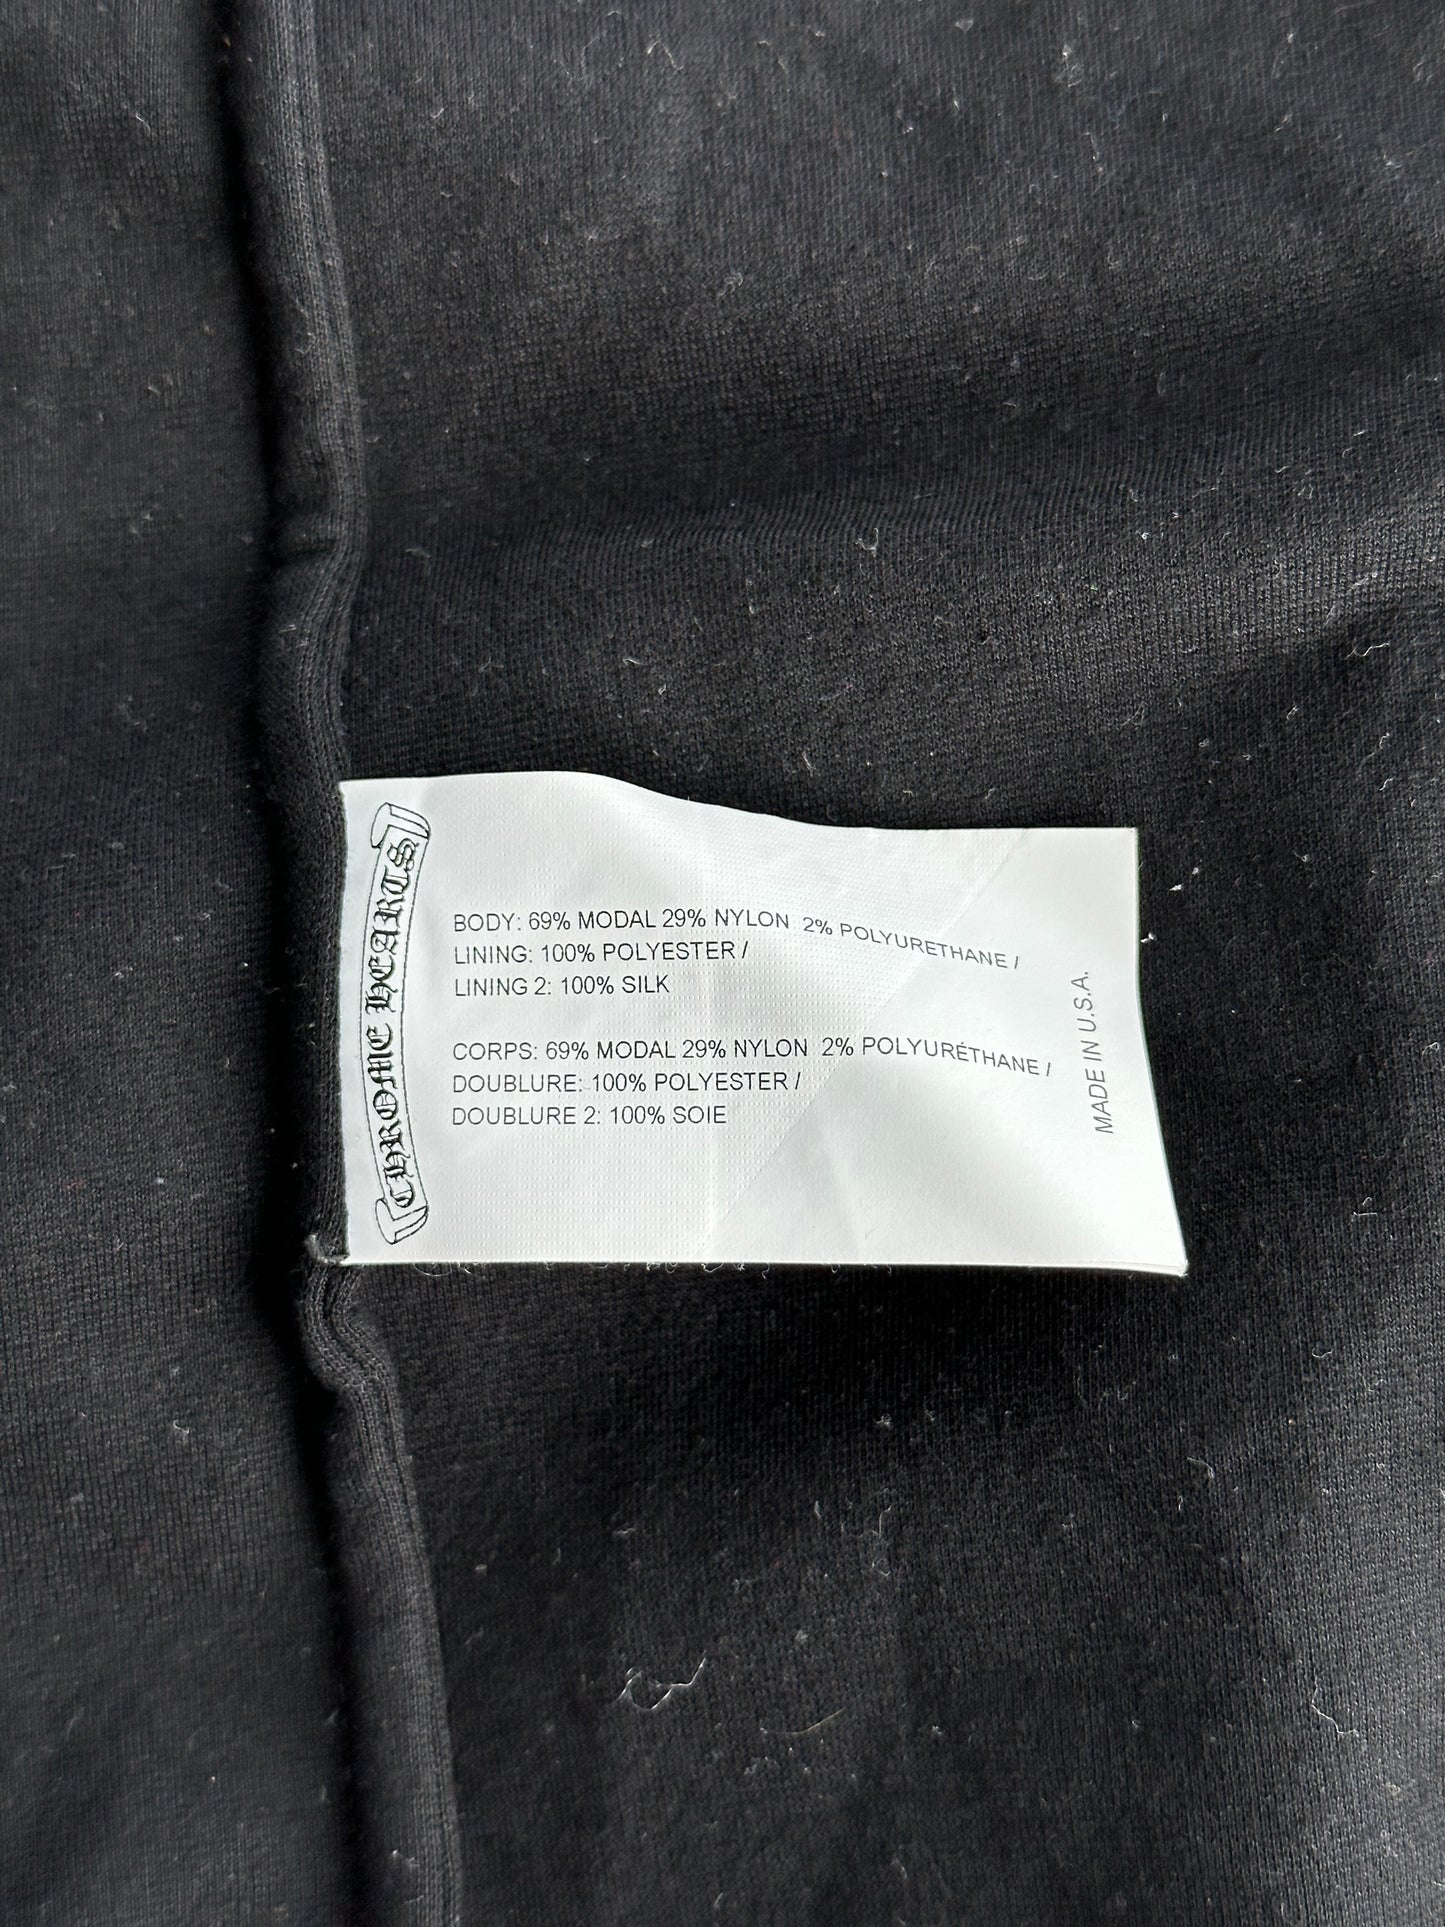 CHROME HEARTS
BODY: 69% MODAL 29% NYLON 2% POLYURETHANE /
LINING: 100% POLYESTER /
LINING 2: 100% SILK
CORPS: 69% MODAL 29% NYLON 2% POLYURÉTHANE /
DOUBLURE: 100% POLYESTER /
DOUBLURE 2: 100% SOIE
MADE IN U.S.A.